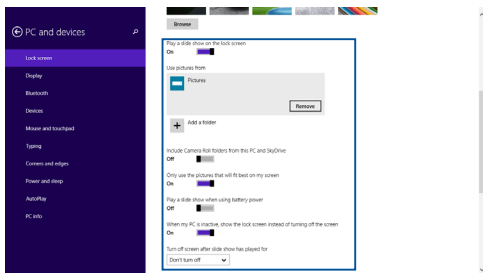 PC and devices
Lock screen
Display
Bluetooth
Devices
Mouse and touchpad
Typing
Corners and edges
Power and sleep
AutoPlay
PC info
Browse
Play a slide show on the lock screen
On
Use pictures from
Pictures
Remove
Add a folder
Include Camera Roll folders from this PC and SkyDrive
Off
Only use the pictures that will fit best on my screen
On
Play a slide show when using battery power
Off
When my PC is inactive, show the lock screen instead of turning off the screen
On
Turn off screen after slide show has played for
Don't turn off